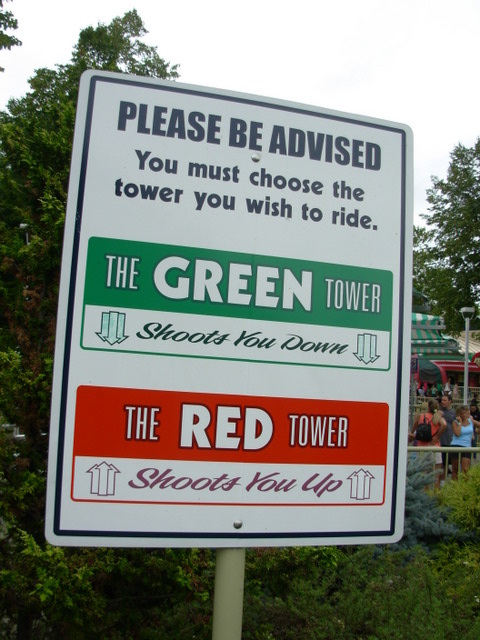 PLEASE BE ADVISED
You must choose the
tower you wish to ride.
THE GREEN TOWER
Shoots You Down
THE RED TOWER
Shoots You Up